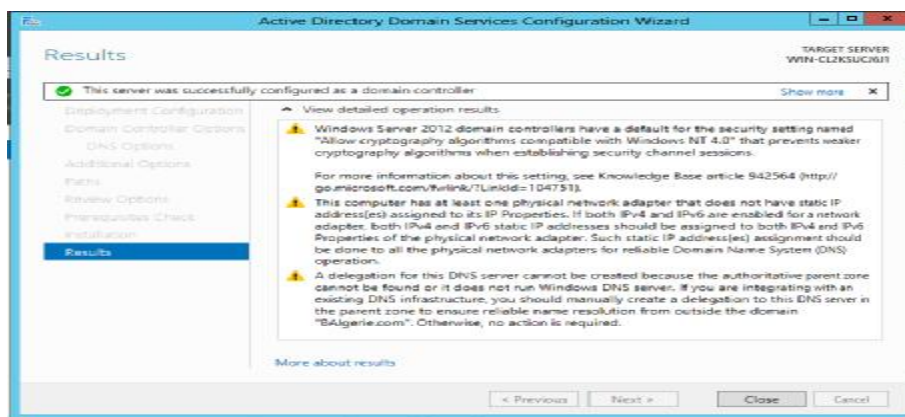 Active Directory Domain Services Configuration Wizard
Results
TARGET SERVER
This server was successfully configured as a domain controller
Show more
Deployment Configuration
Domain Controller Options
DNS Options
Additional Options
Paths
Review Options
Prerequisites Check
Installation
Results
View detailed operation results
Windows Server 2012 domain controllers have a default for the security setting named
"Allow cryptography algorithms compatible with Windows NT 4.0" that prevents weaker
cryptography algorithms when establishing security channel sessions.
For more information about this setting, see Knowledge Base article 942564 (http://
go.microsoft.com/fwlink/?LinkId=104751).
This computer has at least one physical network adapter that does not have static IP
address(es) assigned to its IP Properties. If both IPv4 and IPv6 are enabled for a network
adapter, both IPv4 and IPv6 static IP addresses should be assigned to both IPv4 and IPv6
Properties of the physical network adapter. Such static IP address(es) assignment should
be done to all the physical network adapters for reliable Domain Name System (DNS)
operation.
A delegation for this DNS server cannot be created because the authoritative parent zone
cannot be found or it does not run Windows DNS server. If you are integrating with an
existing DNS infrastructure, you should manually create a delegation to this DNS server in
the parent zone to ensure reliable name resolution from outside the domain
"BAlgerie.com". Otherwise, no action is required.
More about results
< Previous
Next >
Close
Cancel